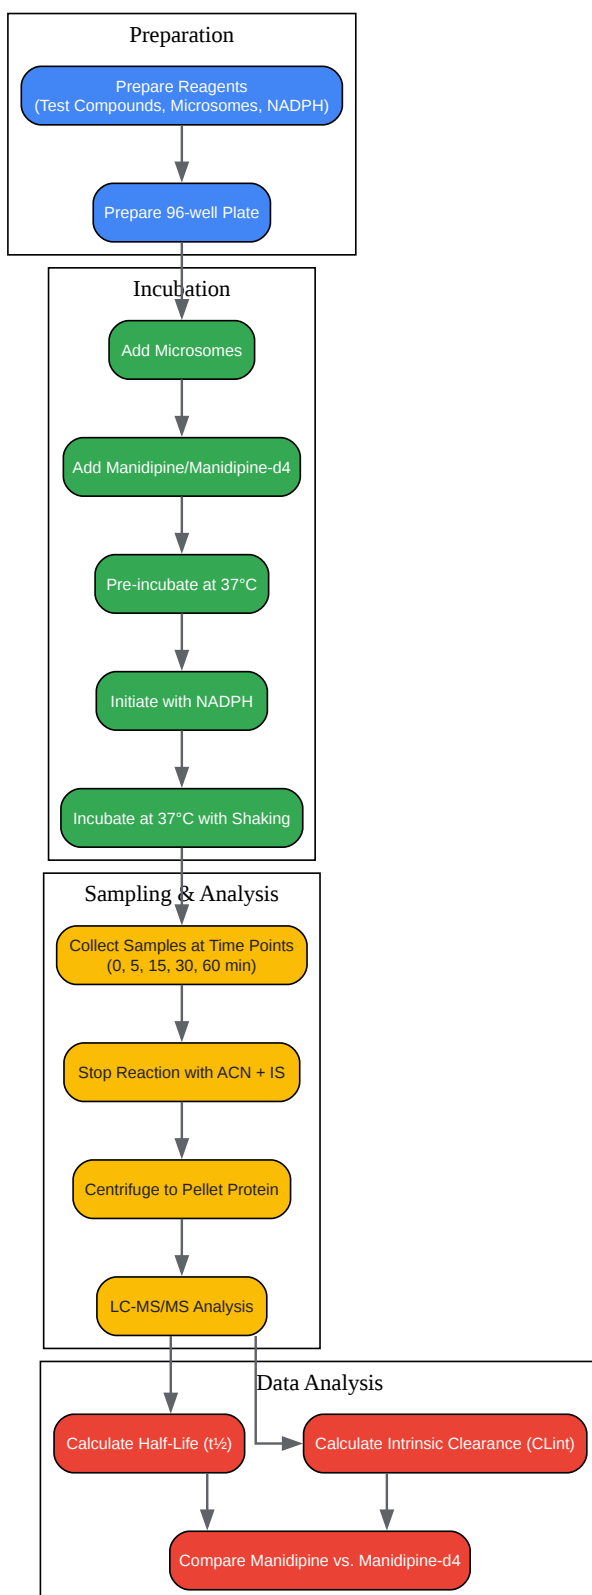 Preparation
Prepare Reagents
(Test Compounds, Microsomes, NADPH)
Prepare 96-well Plate
Incubation
Add Microsomes
Add Manidipine/Manidipine-d4
Pre-incubate at 37°C
Initiate with NADPH
Incubate at 37°C with Shaking
Sampling & Analysis
Collect Samples at Time Points
(0, 5, 15, 30, 60 min)
Stop Reaction with ACN + IS
Centrifuge to Pellet Protein
LC-MS/MS Analysis
Data Analysis
Calculate Half-Life (t½)
Calculate Intrinsic Clearance (CLint)
Compare Manidipine vs. Manidipine-d4